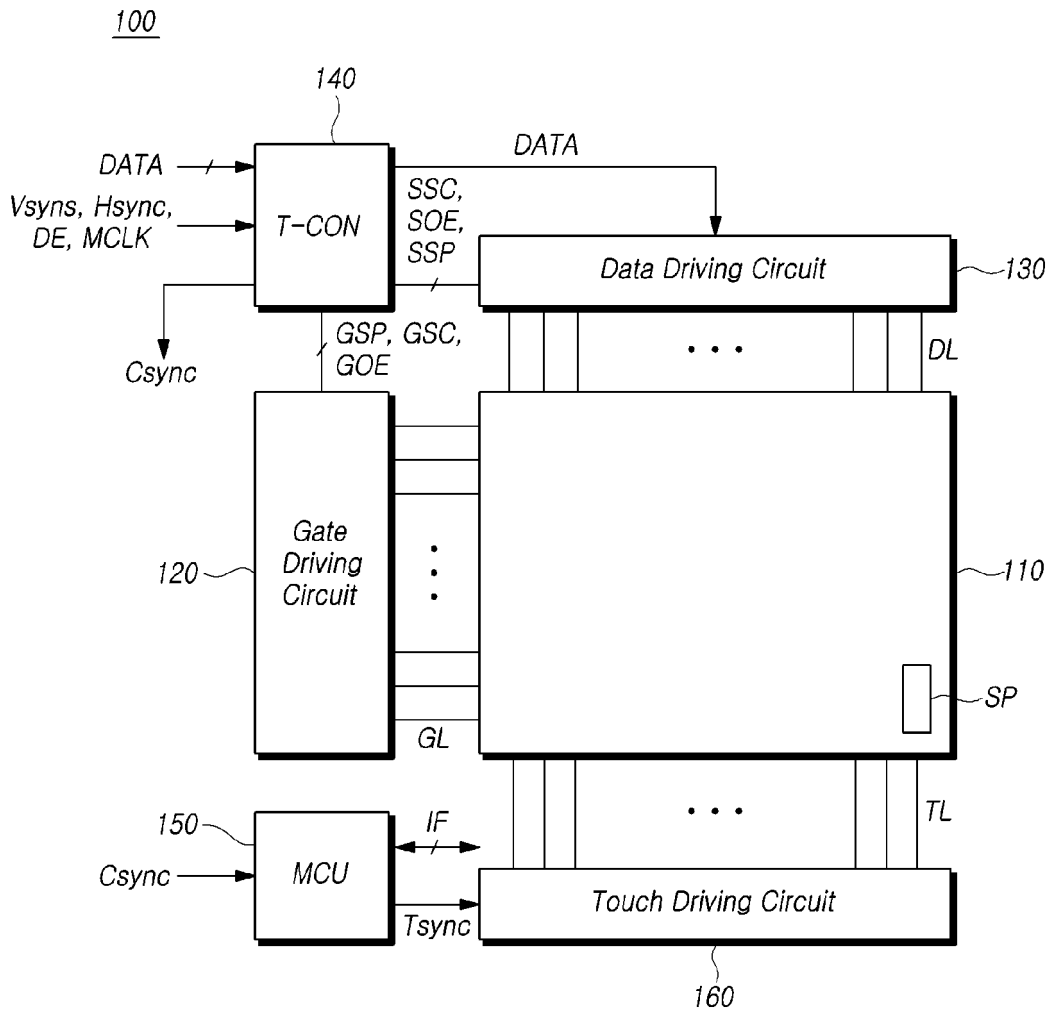 100
140
DATA
DATA
Vsyns, Hsync,
DE, MCLK
T-CON
SSC,
SOE,
SSP
Data Driving Circuit
130
Csync
GSP, GSC,
GOE
• • •
DL
Gate
Driving
Circuit
120
110
SP
GL
150
IF
• • •
TL
Csync
MCU
Tsync
Touch Driving Circuit
160